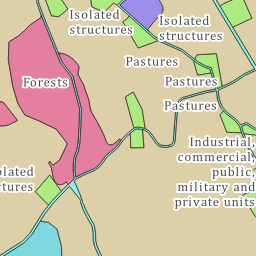 Isolated
structures
Isolated
structures
Pastures
Pastures
Forests
Pastures
Industrial,
commercial,
public,
military and
private units
olated
ctures